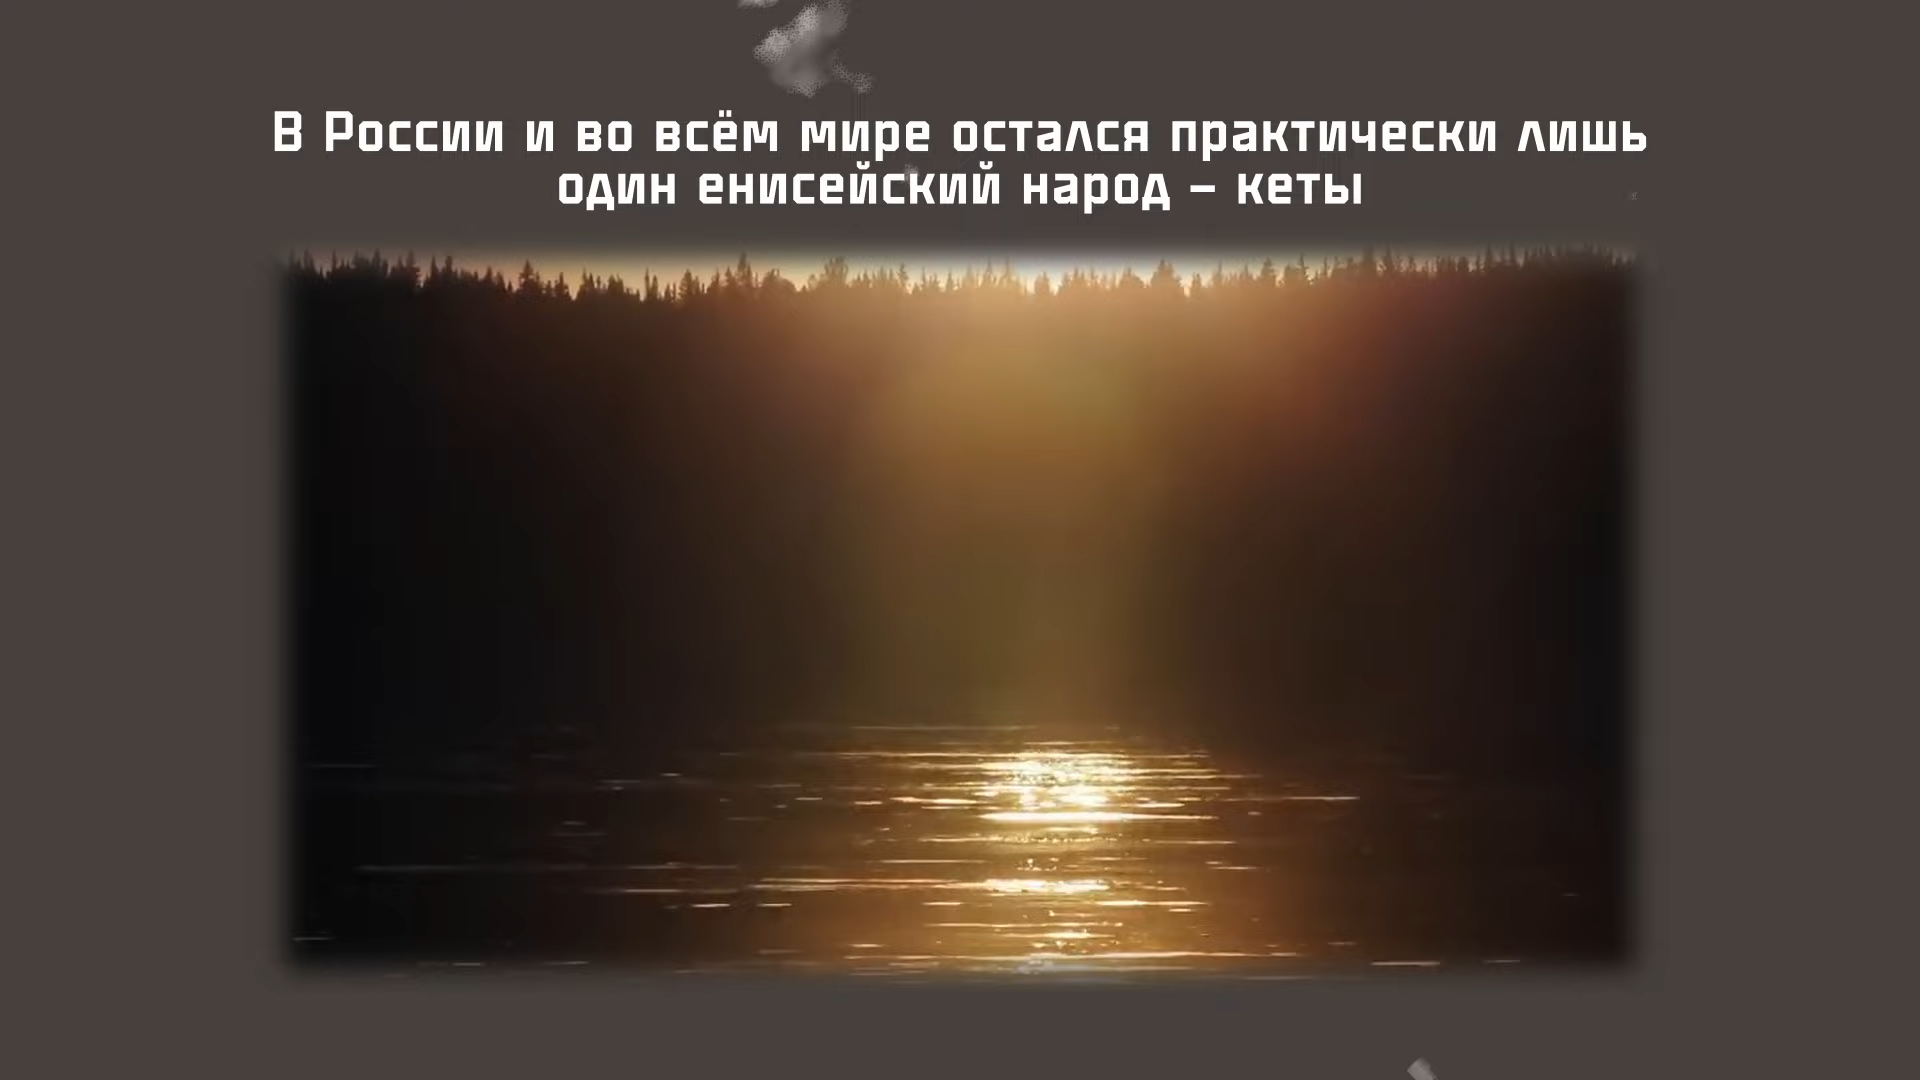 В России и во всём мире остался практически лишь
один енисейский народ – кеты